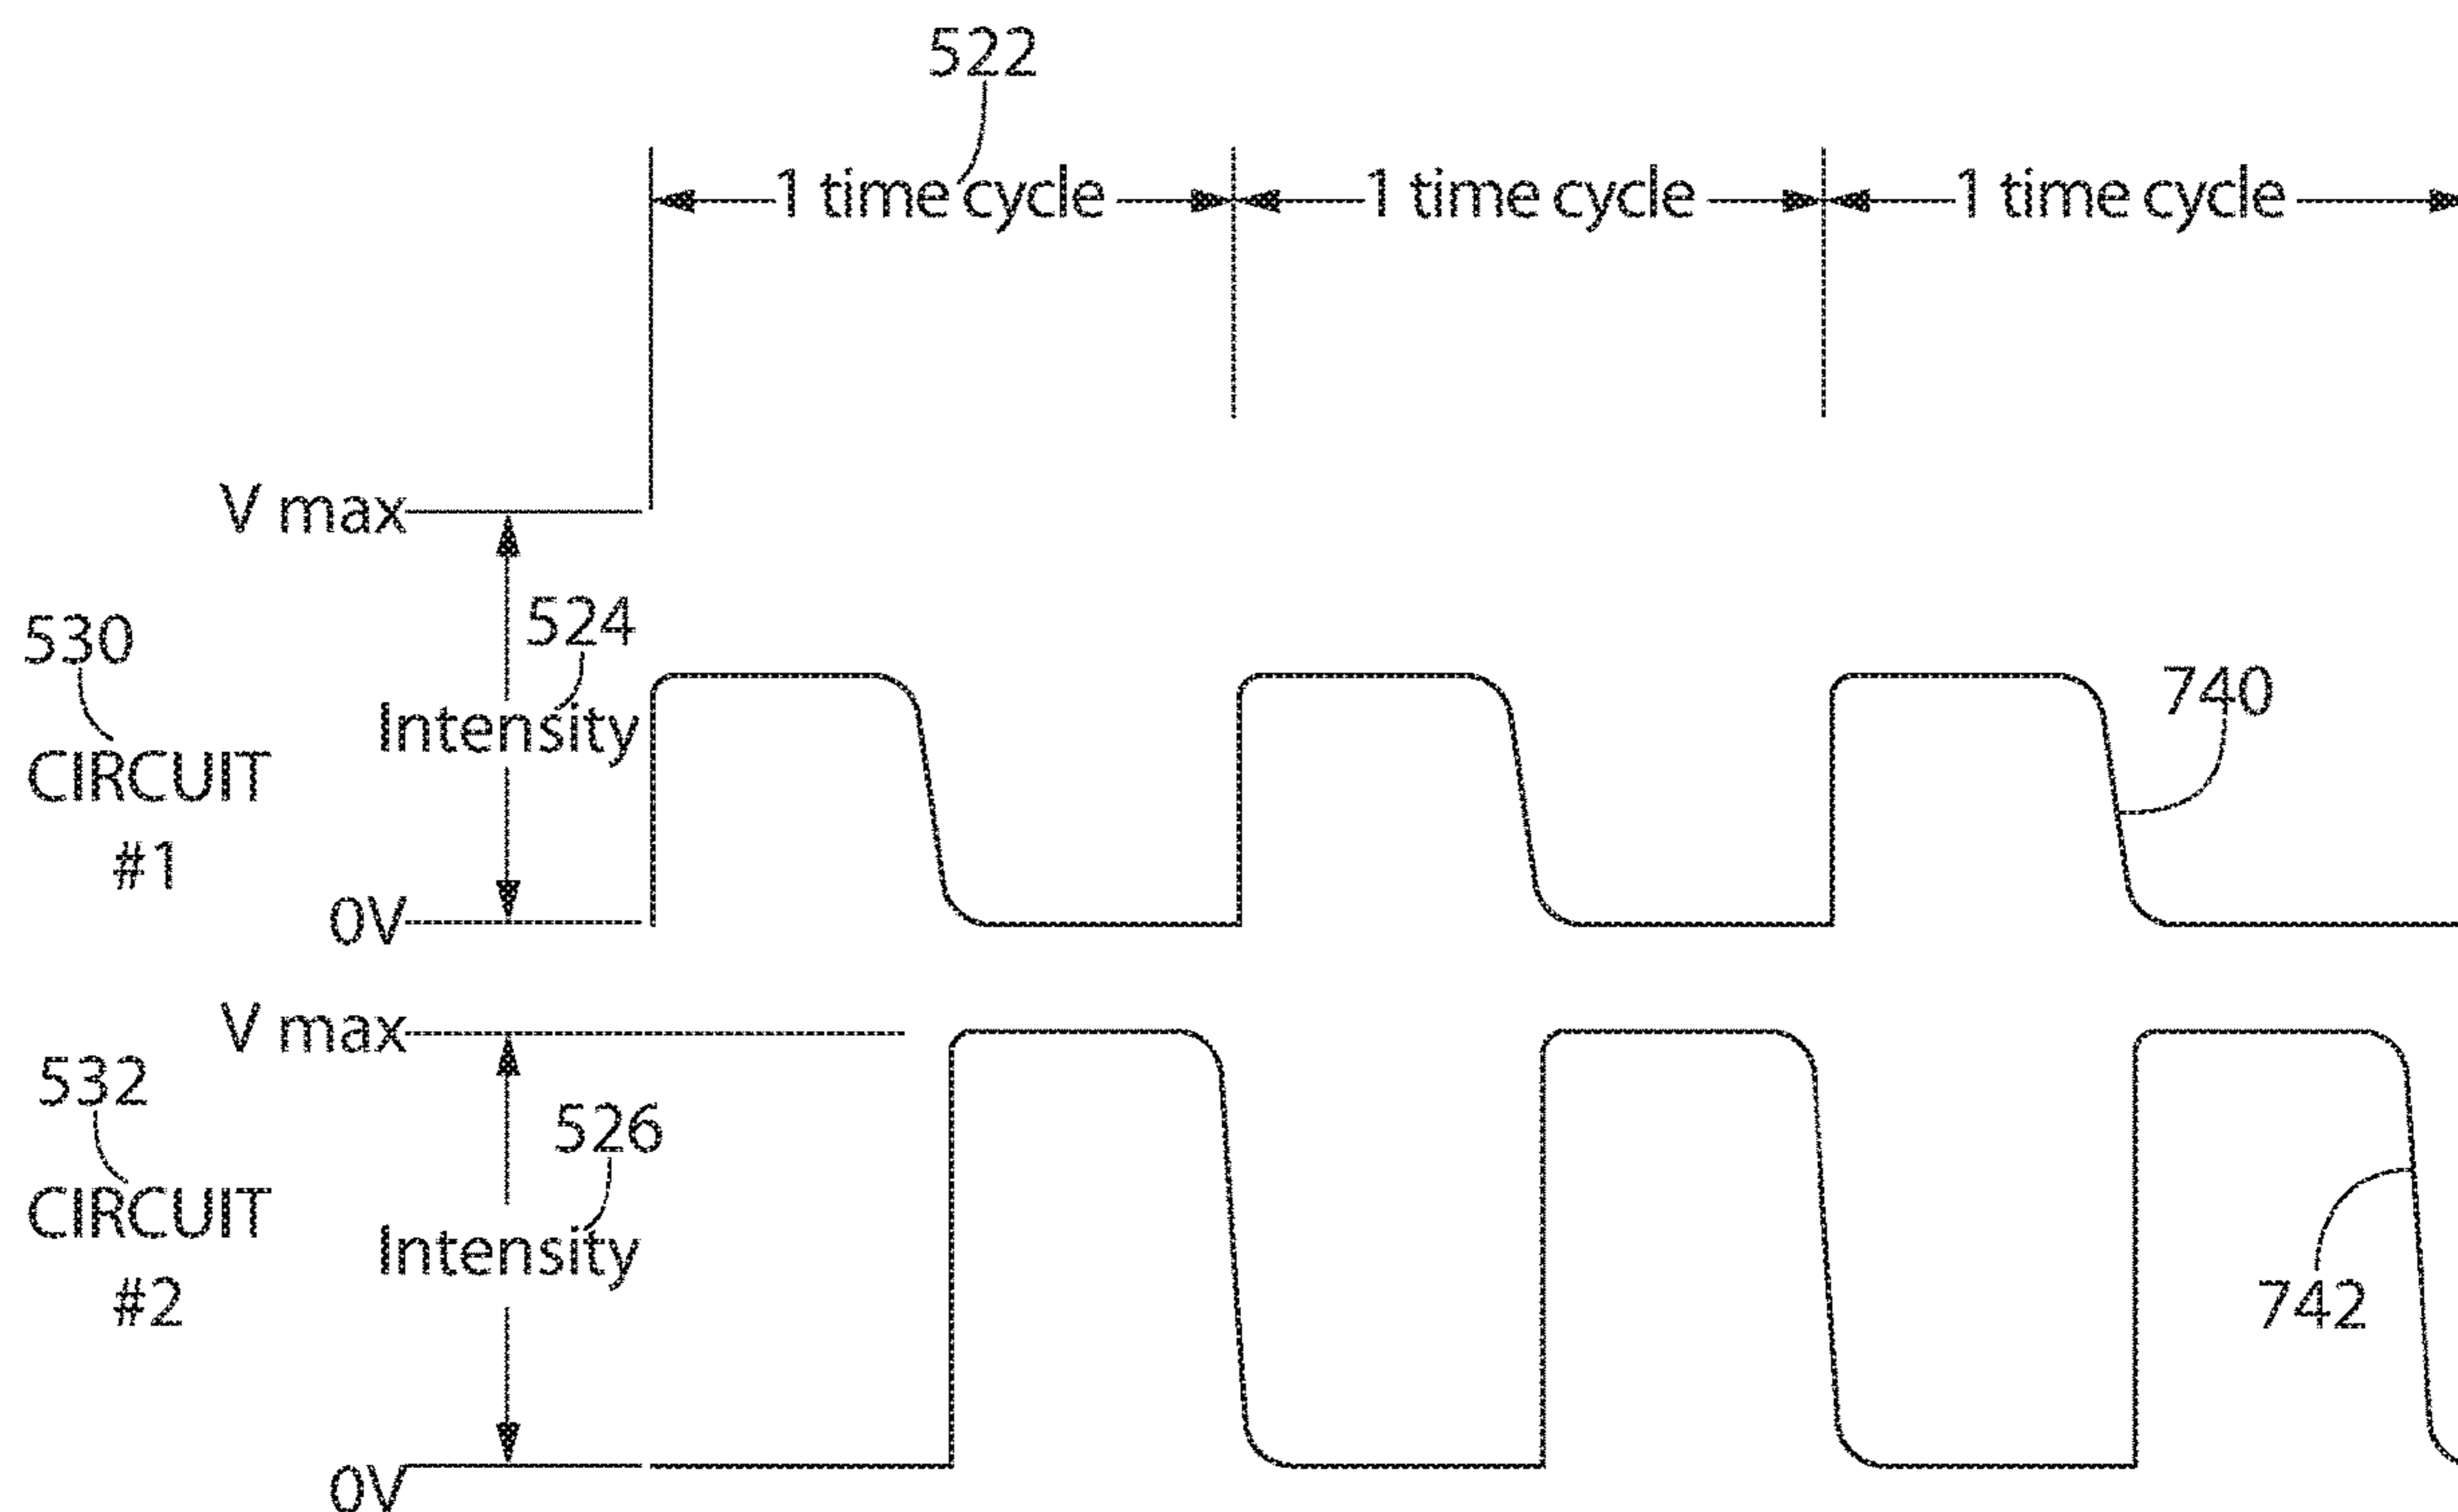 522
1 time cycle 1 time cycle 1 time cycle
V max
530
524
Intensity
740
CIRCUIT
#1
0V
V max
532
526
CIRCUIT
Intensity
#2
742
0V